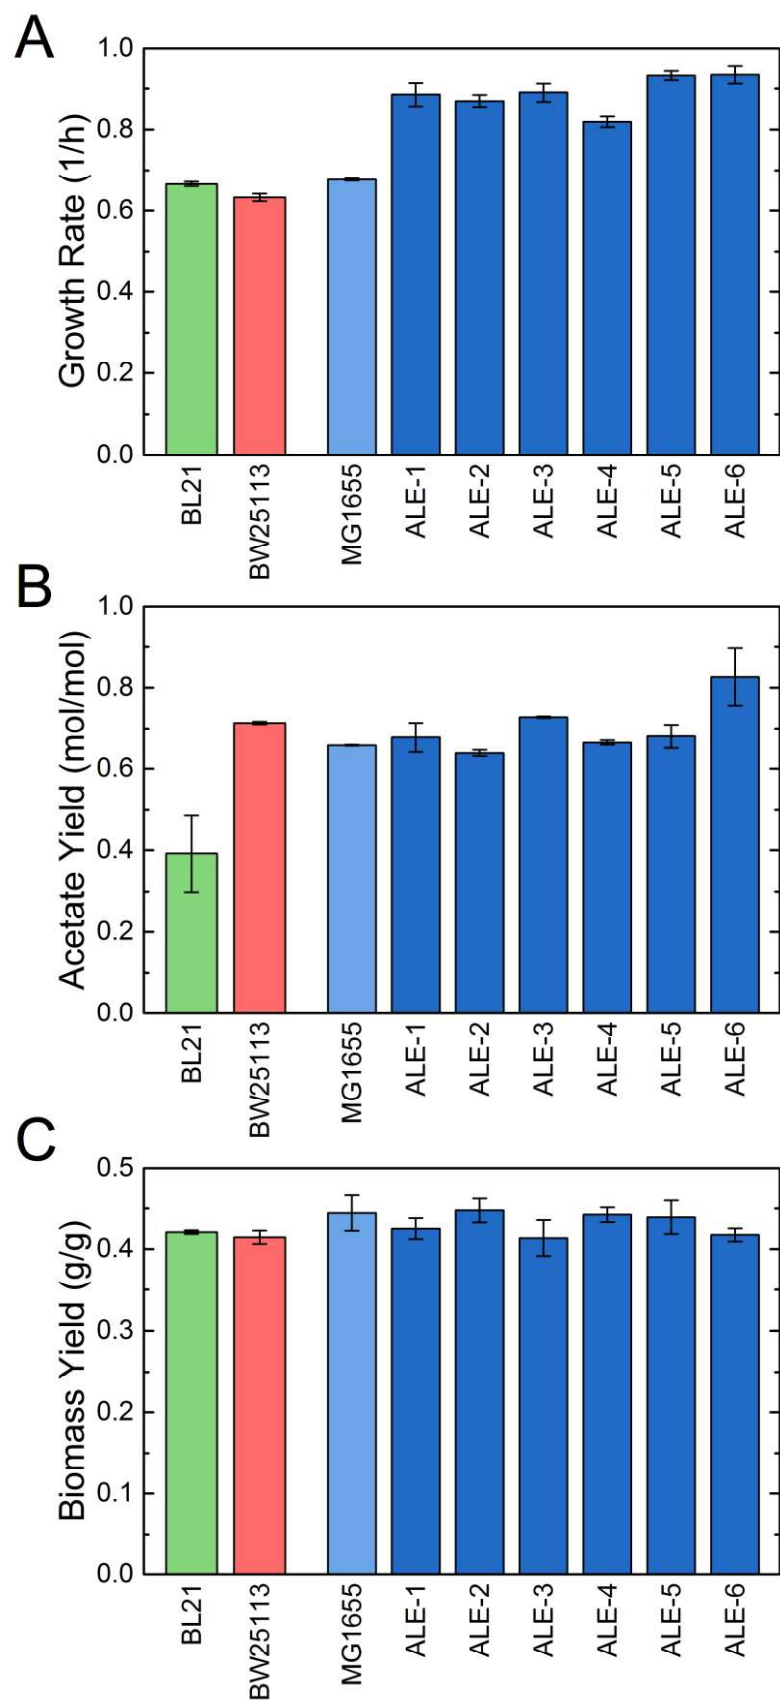 A
Growth Rate (1/h)
1.0
0.8
0.6
0.4
0.2
0.0
BL21
BW25113
MG1655
ALE-1
ALE-2
ALE-3
ALE-4
ALE-5
ALE-6
B
Acetate Yield (mol/mol)
1.0
0.8
0.6
0.4
0.2
0.0
BL21
BW25113
MG1655
ALE-1
ALE-2
ALE-3
ALE-4
ALE-5
ALE-6
C
Biomass Yield (g/g)
0.5
0.4
0.3
0.2
0.1
0.0
BL21
BW25113
MG1655
ALE-1
ALE-2
ALE-3
ALE-4
ALE-5
ALE-6